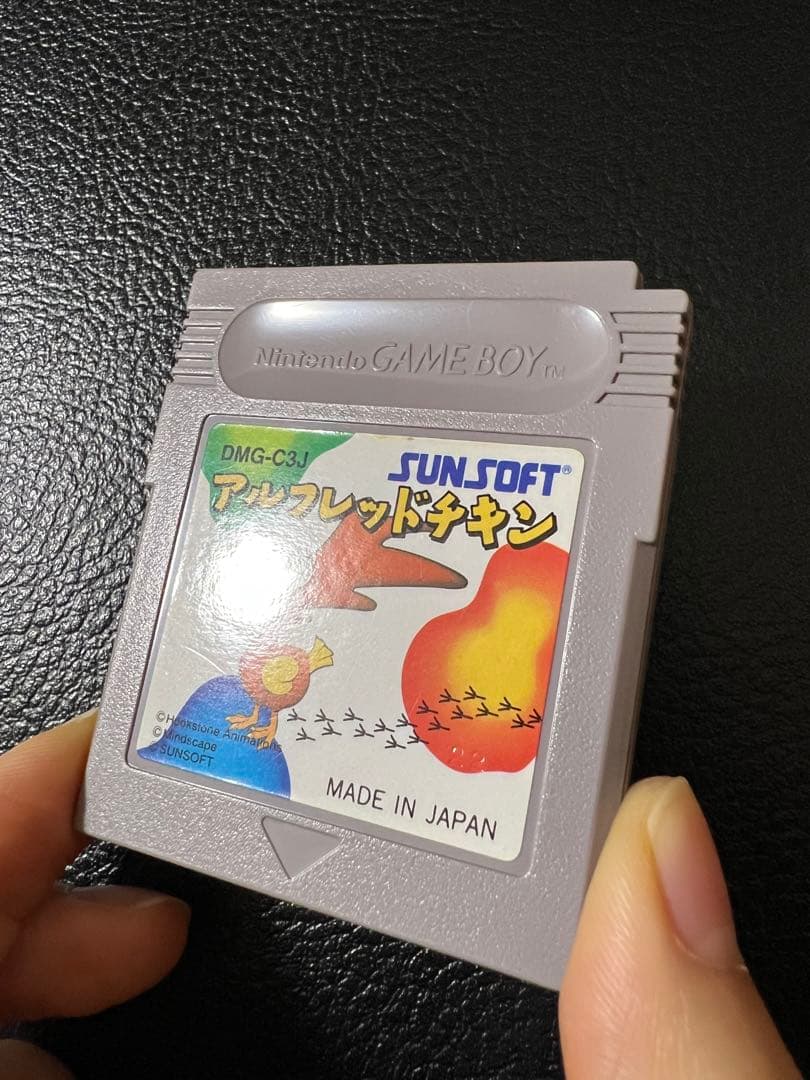 Nintendo GAME BOY TM
DMG-C3J
SUNSOFT®
アルフレッドチキン
©Hookstone Animations
©Mindscape
©SUNSOFT
MADE IN JAPAN